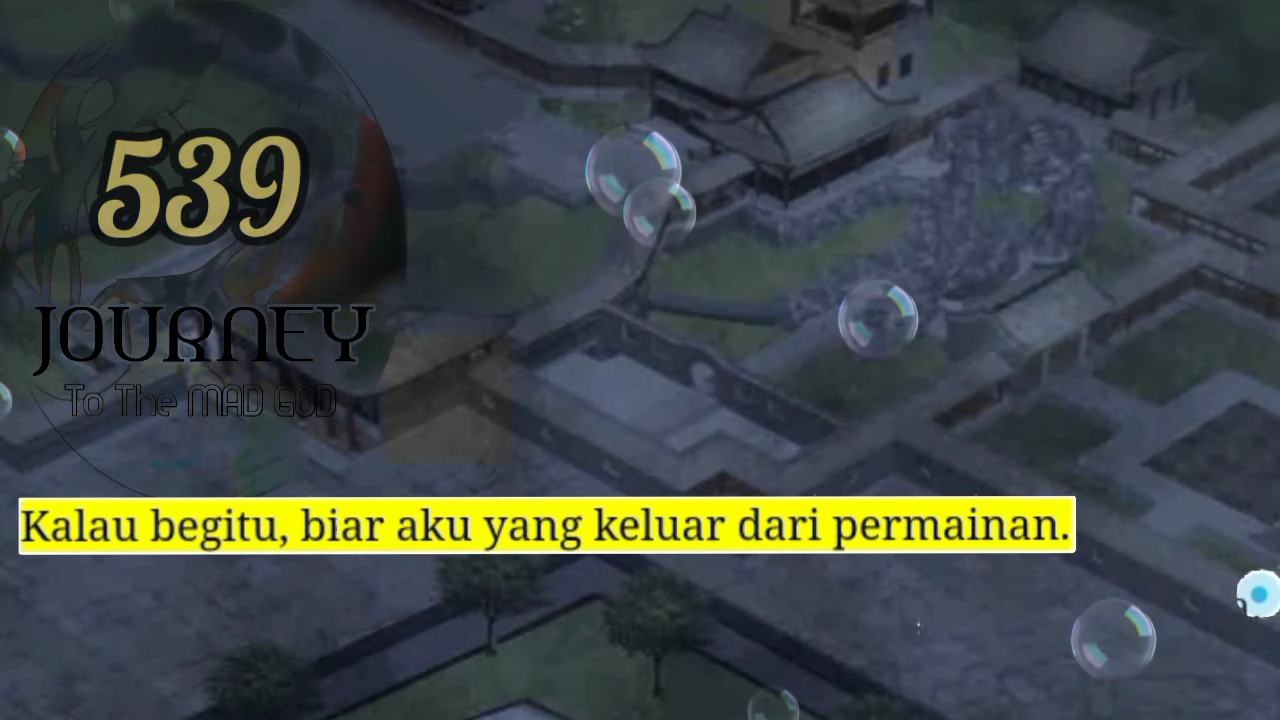 539
JOURNEY
To The MAD GOD
Kalau begitu, biar aku yang keluar dari permainan.